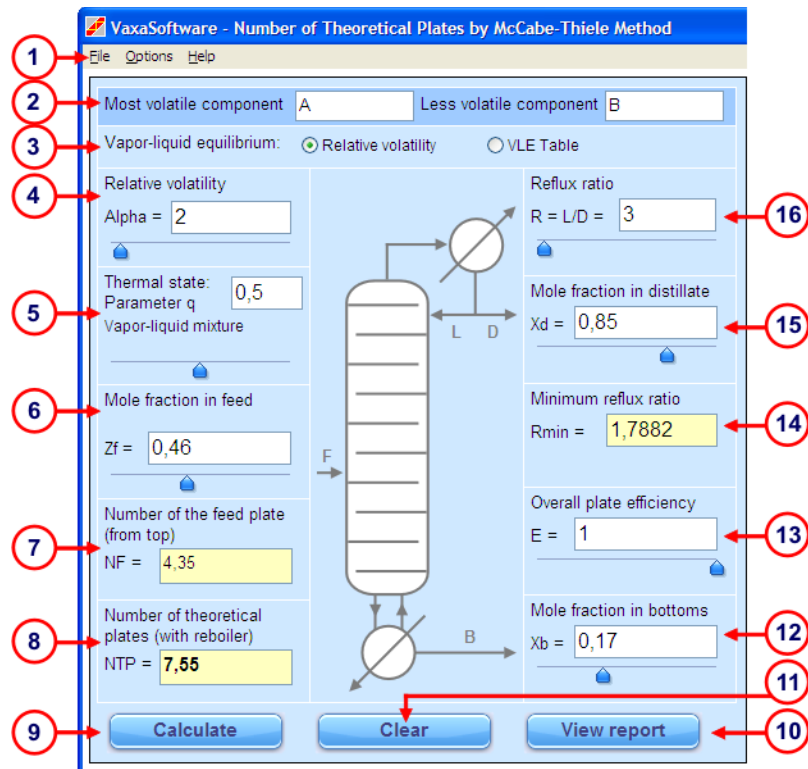 VaxaSoftware - Number of Theoretical Plates by McCabe-Thiele Method
1
File Options Help
2
Most volatile component A Less volatile component B
3
Vapor-liquid equilibrium: Relative volatility VLE Table
4
Relative volatility
Alpha = 2
5
Thermal state:
Parameter q 0,5
Vapor-liquid mixture
6
Mole fraction in feed
Zf = 0,46
7
Number of the feed plate
(from top)
NF = 4,35
8
Number of theoretical
plates (with reboiler)
NTP = 7,55
L D
F
B
Reflux ratio
R = L/D = 3
16
Mole fraction in distillate
Xd = 0,85
15
Minimum reflux ratio
Rmin = 1,7882
14
Overall plate efficiency
E = 1
13
Mole fraction in bottoms
Xb = 0,17
12
11
9
Calculate Clear View report
10